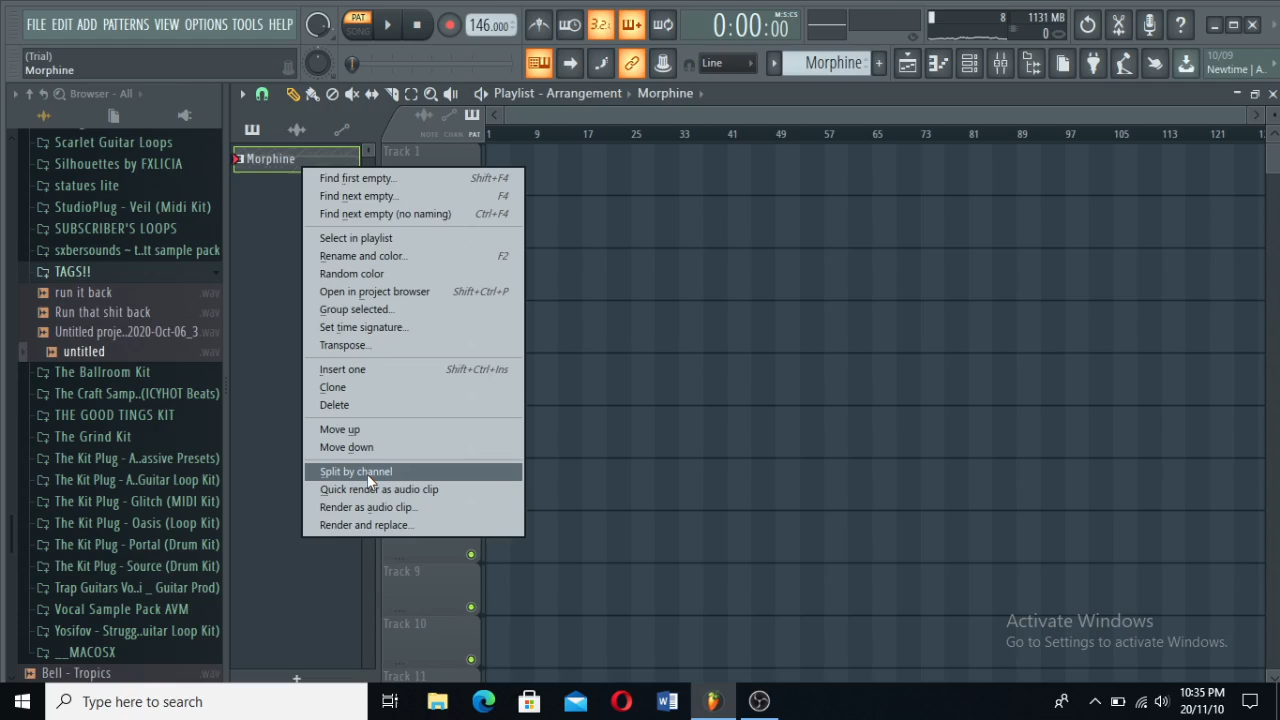 FILE EDIT ADD PATTERNS VIEW OPTIONS TOOLS HELP
PAT
SONG
146.000
3.2.1
0:00:00
M:S:CS
8
1131 MB
0
(Trial)
Morphine
Line
Morphine
10/09
Newtime | A..
Browser - All
Playlist - Arrangement
Morphine
NOTE CHAN PAT
1 9 17 25 33 41 49 57 65 73 81 89 97 105 113 121
Scarlet Guitar Loops
Silhouettes by FXLICIA
statues lite
StudioPlug - Veil (Midi Kit)
SUBSCRIBER'S LOOPS
sxbersounds ~ t..tt sample pack
TAGS!!
run it back .wav
Run that shit back .wav
Untitled proje..2020-Oct-06_3 .wav
untitled
The Ballroom Kit
The Craft Samp..(ICYHOT Beats)
THE GOOD TINGS KIT
The Grind Kit
The Kit Plug - A..assive Presets)
The Kit Plug - A..Guitar Loop Kit)
The Kit Plug - Glitch (MIDI Kit)
The Kit Plug - Oasis (Loop Kit)
The Kit Plug - Portal (Drum Kit)
The Kit Plug - Source (Drum Kit)
Trap Guitars Vo..i _ Guitar Prod)
Vocal Sample Pack AVM
Yosifov - Strugg..uitar Loop Kit)
__MACOSX
Bell - Tropics .wav
Morphine
Track 1
Find first empty... Shift+F4
Find next empty... F4
Find next empty (no naming) Ctrl+F4
Select in playlist
Rename and color... F2
Random color
Open in project browser Shift+Ctrl+P
Group selected...
Set time signature...
Transpose...
Insert one Shift+Ctrl+Ins
Clone
Delete
Move up
Move down
Split by channel
Quick render as audio clip
Render as audio clip...
Render and replace...
Track 9
Track 10
Track 11
Activate Windows
Go to Settings to activate Windows.
Type here to search
10:35 PM
20/11/10